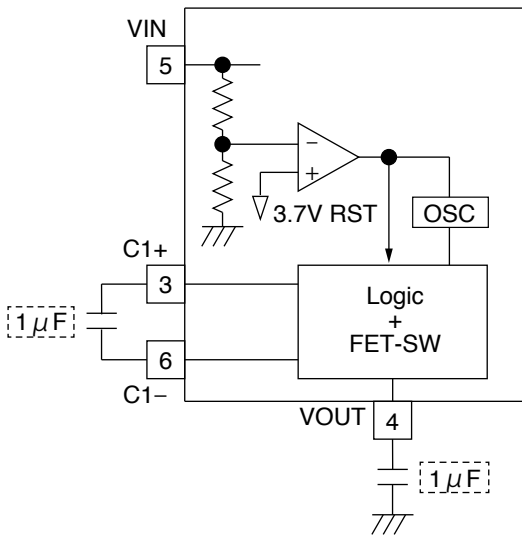 VIN
5
−
+
3.7V RST
OSC
C1+
3
Logic
+
FET-SW
1μF
6
C1−
VOUT
4
1μF